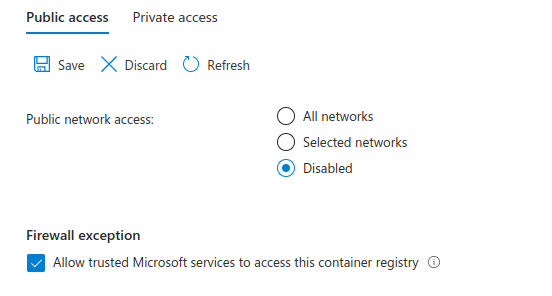 Public access Private access
Save Discard Refresh
Public network access: All networks
Selected networks
Disabled
Firewall exception
Allow trusted Microsoft services to access this container registry